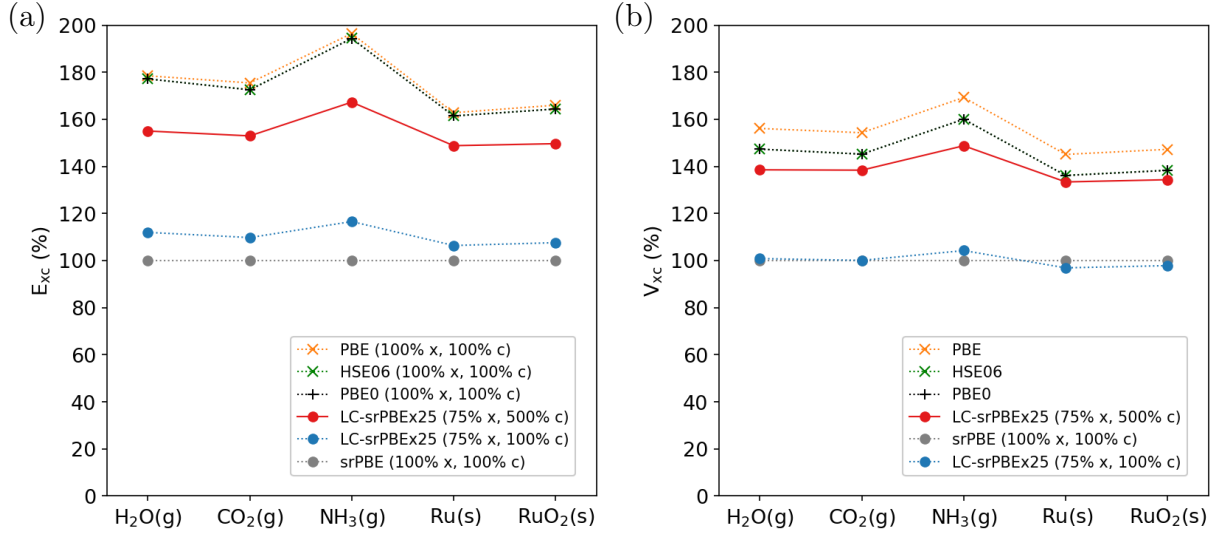 (a)
200
180
160
140
120
100
80
60
40
20
0
E_xc (%)
PBE (100% x, 100% c)
HSE06 (100% x, 100% c)
PBE0 (100% x, 100% c)
LC-srPBEx25 (75% x, 500% c)
LC-srPBEx25 (75% x, 100% c)
srPBE (100% x, 100% c)
H₂O(g) CO₂(g) NH₃(g) Ru(s) RuO₂(s)
(b)
200
180
160
140
120
100
80
60
40
20
0
V_xc (%)
PBE
HSE06
PBE0
LC-srPBEx25 (75% x, 500% c)
srPBE (100% x, 100% c)
LC-srPBEx25 (75% x, 100% c)
H₂O(g) CO₂(g) NH₃(g) Ru(s) RuO₂(s)